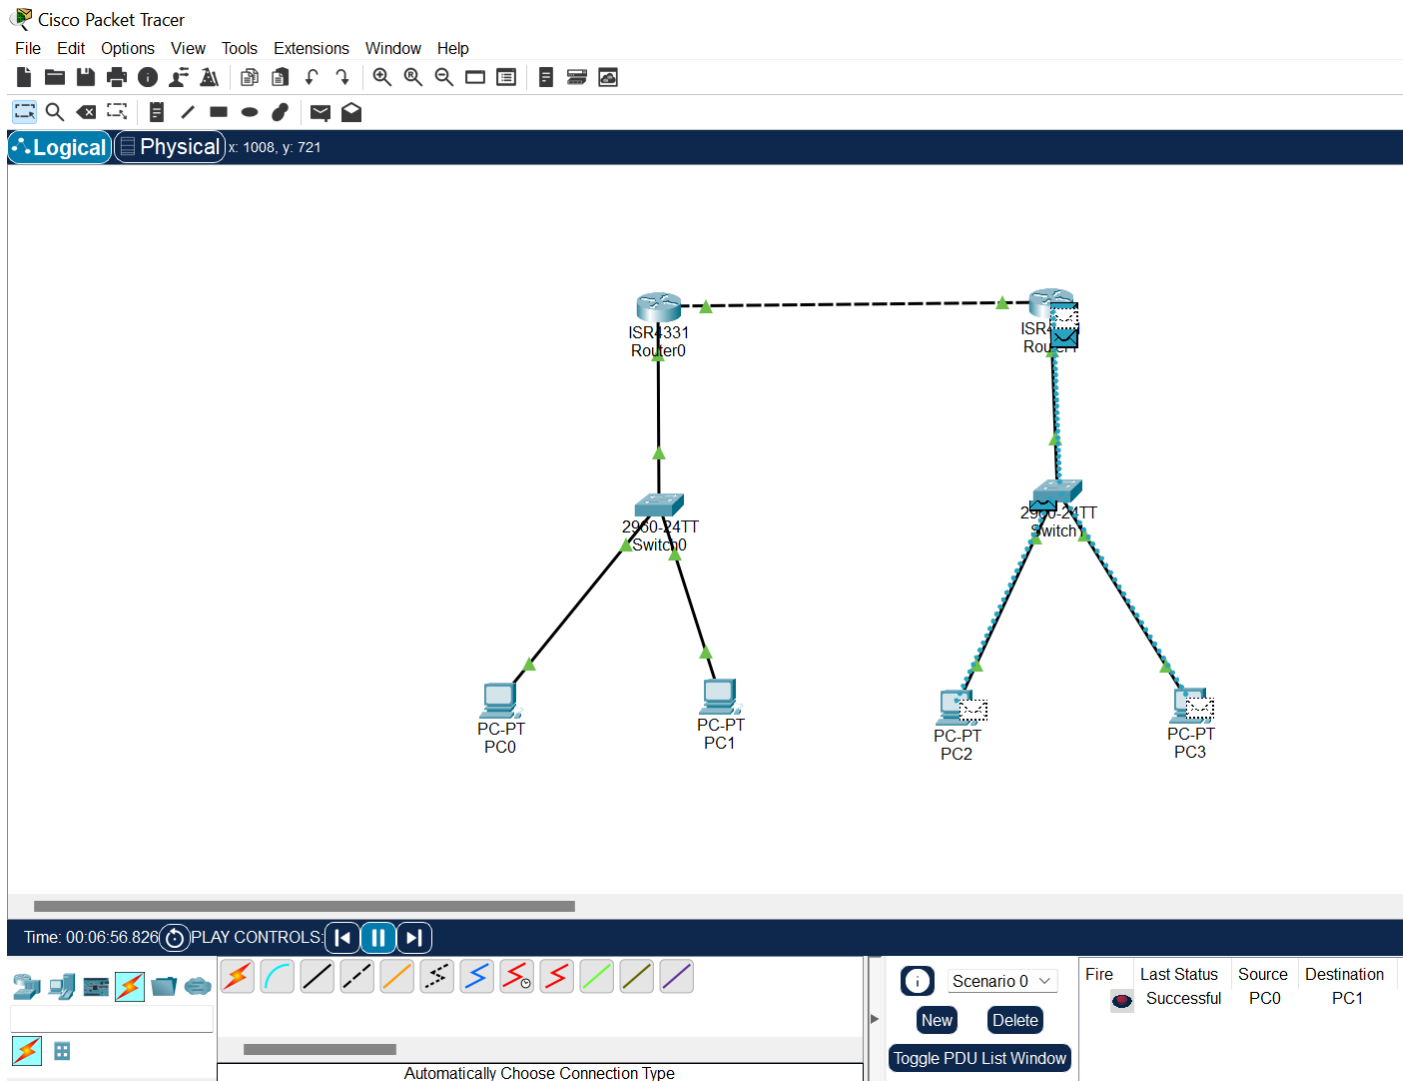 Cisco Packet Tracer
File Edit Options View Tools Extensions Window Help
Logical Physical x: 1008, y: 721
ISR4331
Router0
2960-24TT
Switch0
PC-PT
PC0
PC-PT
PC1
2960-24TT
Switch1
PC-PT
PC2
PC-PT
PC3
Time: 00:06:56.826 PLAY CONTROLS:
Scenario 0
New Delete
Toggle PDU List Window
Fire Last Status Source Destination
Successful PC0 PC1
Automatically Choose Connection Type